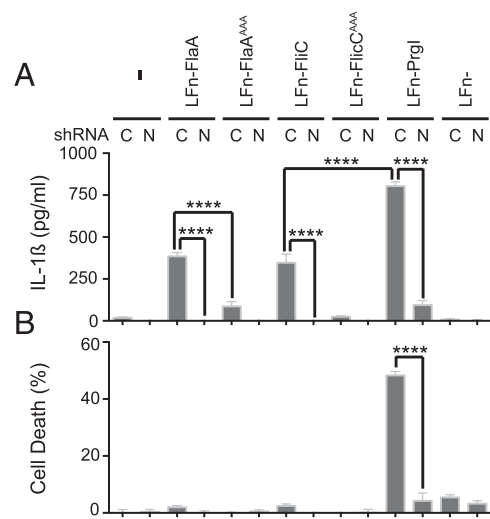 A
-
LFn-FlaA
LFn-FlaA^AAA
LFn-FliC
LFn-FlicC^AAA
LFn-PrgI
LFn-
shRNA C N C N C N C N C N C N C N
1000
750
500
250
0
IL-1ß (pg/ml)
****
****
****
****
****
B
60
40
20
0
Cell Death (%)
****